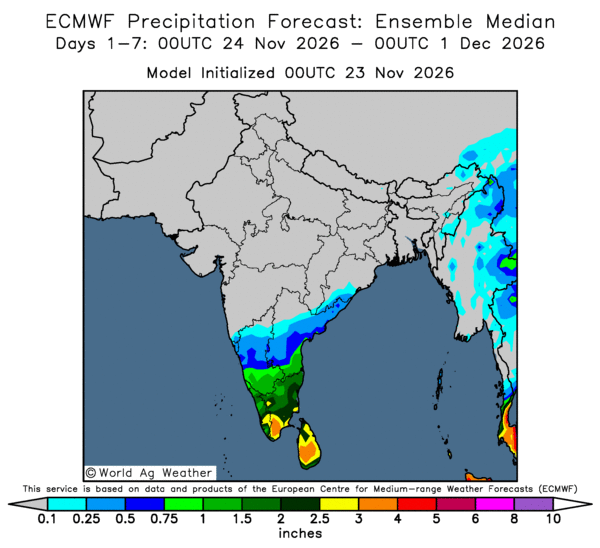 ECMWF Precipitation Forecast: Ensemble Median
Days 1-7: 00UTC 24 Nov 2026 - 00UTC 1 Dec 2026
Model Initialized 00UTC 23 Nov 2026
© World Ag Weather
This service is based on data and products of the European Centre for Medium-range Weather Forecasts (ECMWF)
0.1 0.25 0.5 0.75 1 1.5 2 2.5 3 4 5 6 8 10
inches